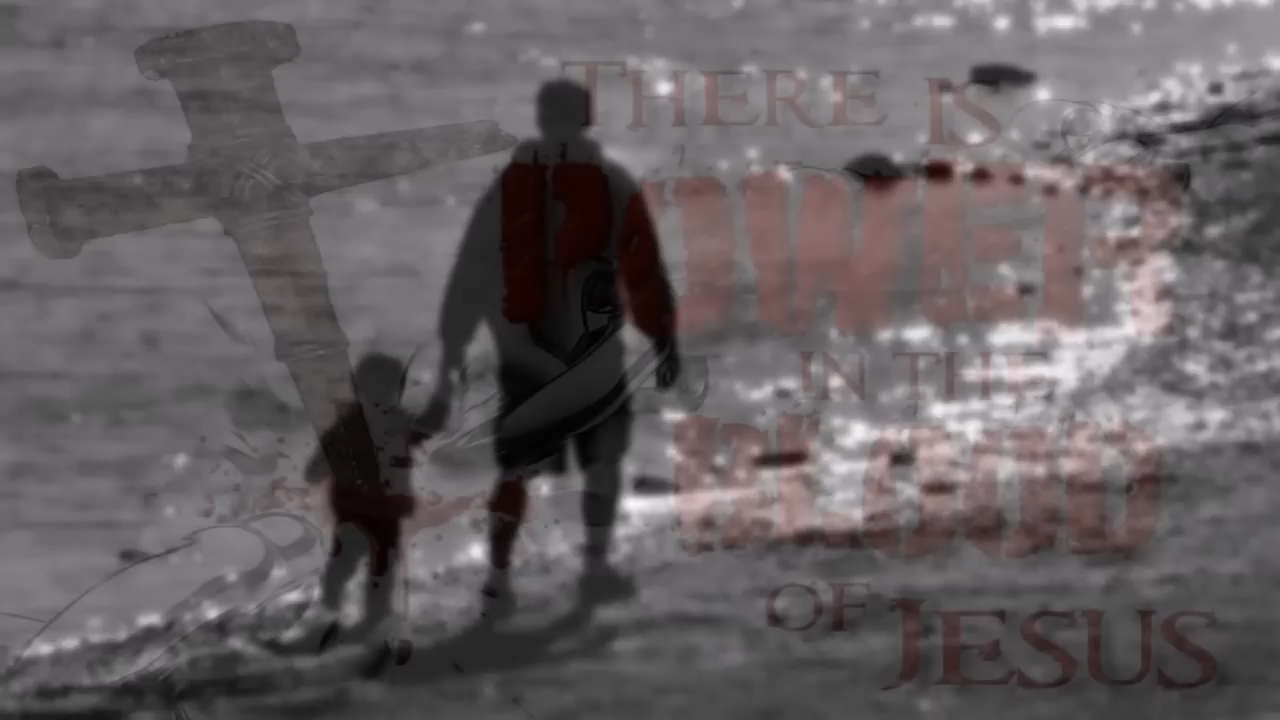 THERE IS
POWER
IN THE
BLOOD
OF JESUS